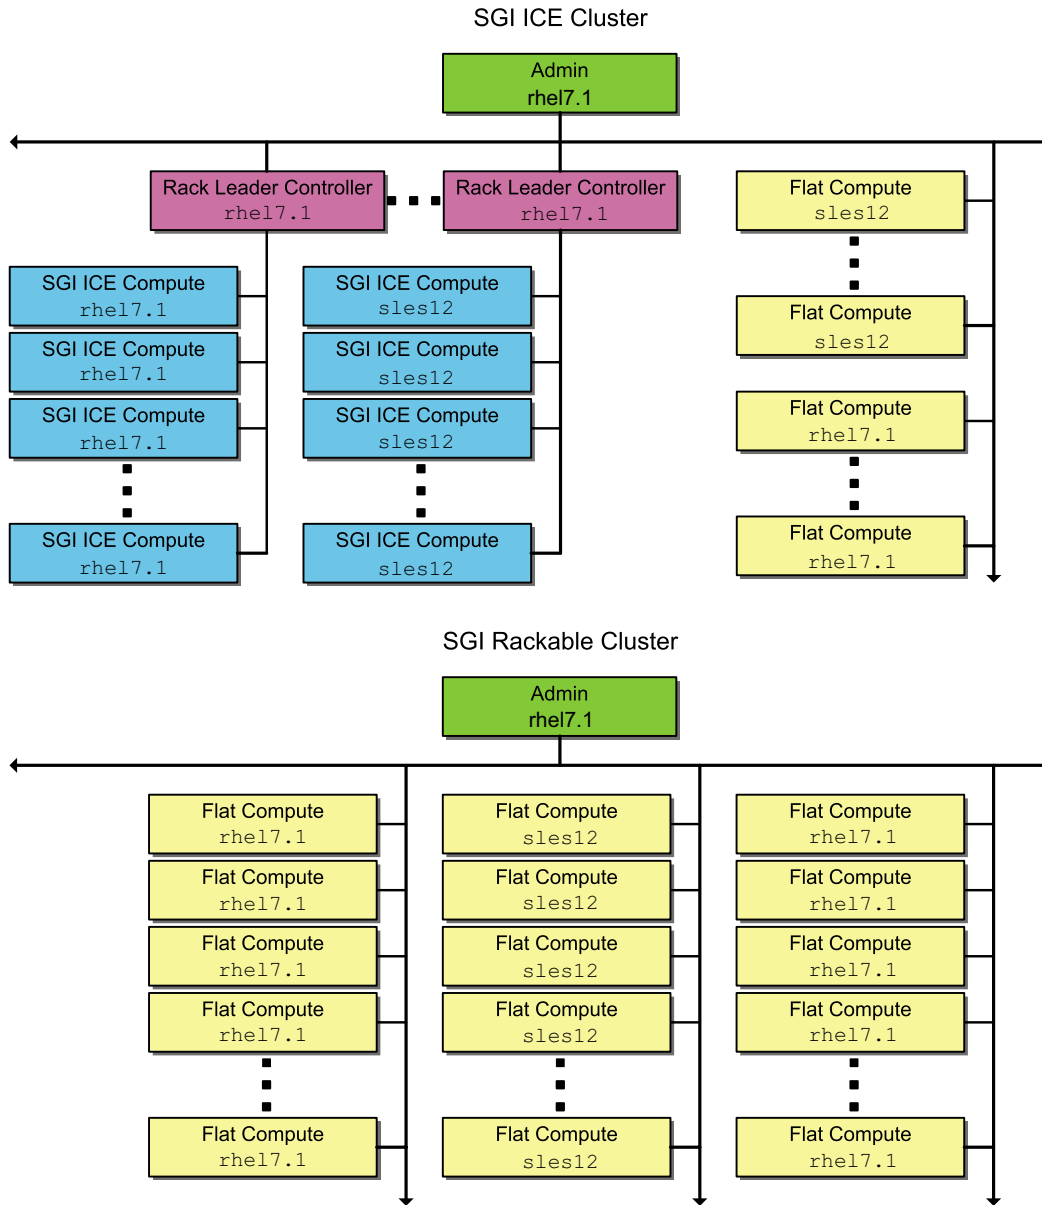 SGI ICE Cluster
Admin
rhel7.1
Rack Leader Controller
rhel7.1
Rack Leader Controller
rhel7.1
SGI ICE Compute
rhel7.1
SGI ICE Compute
rhel7.1
SGI ICE Compute
rhel7.1
SGI ICE Compute
rhel7.1
SGI ICE Compute
sles12
SGI ICE Compute
sles12
SGI ICE Compute
sles12
SGI ICE Compute
sles12
Flat Compute
sles12
Flat Compute
sles12
Flat Compute
rhel7.1
Flat Compute
rhel7.1
SGI Rackable Cluster
Admin
rhel7.1
Flat Compute
rhel7.1
Flat Compute
rhel7.1
Flat Compute
rhel7.1
Flat Compute
rhel7.1
Flat Compute
rhel7.1
Flat Compute
sles12
Flat Compute
sles12
Flat Compute
sles12
Flat Compute
sles12
Flat Compute
sles12
Flat Compute
rhel7.1
Flat Compute
rhel7.1
Flat Compute
rhel7.1
Flat Compute
rhel7.1
Flat Compute
rhel7.1